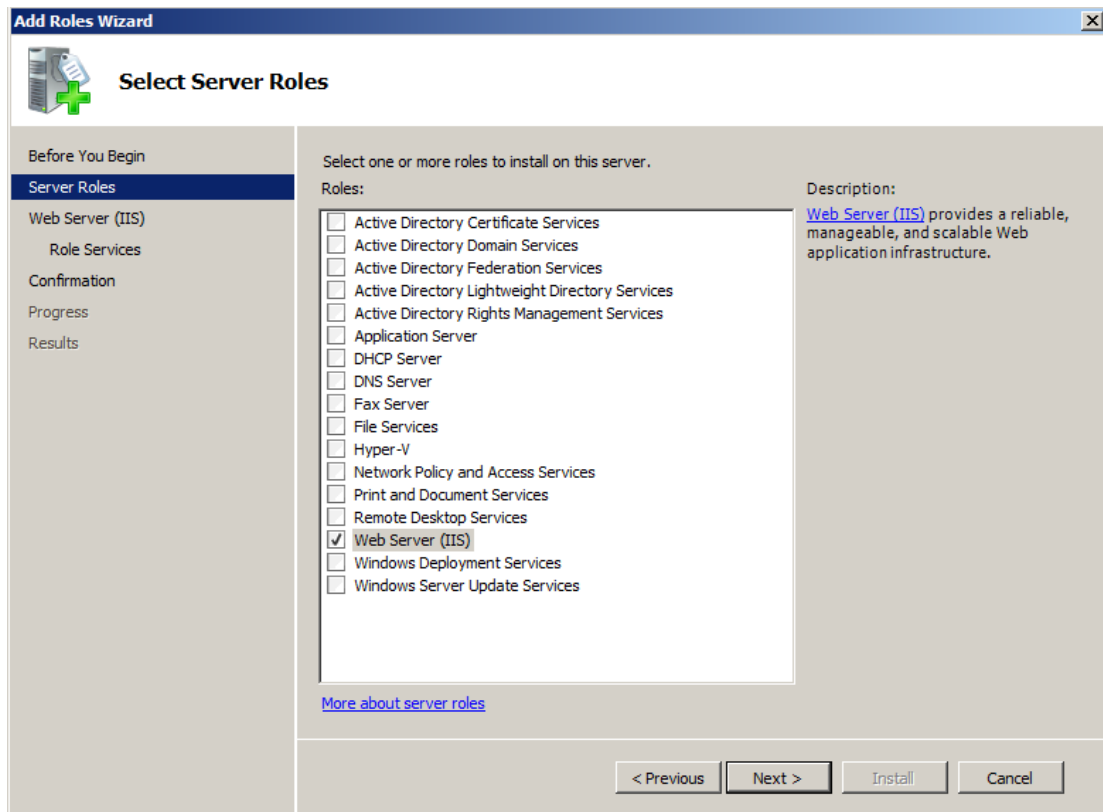 Add Roles Wizard
Select Server Roles
Before You Begin
Server Roles
Web Server (IIS)
Role Services
Confirmation
Progress
Results
Select one or more roles to install on this server.
Roles:
Active Directory Certificate Services
Active Directory Domain Services
Active Directory Federation Services
Active Directory Lightweight Directory Services
Active Directory Rights Management Services
Application Server
DHCP Server
DNS Server
Fax Server
File Services
Hyper-V
Network Policy and Access Services
Print and Document Services
Remote Desktop Services
Web Server (IIS)
Windows Deployment Services
Windows Server Update Services
More about server roles
Description:
Web Server (IIS) provides a reliable,
manageable, and scalable Web
application infrastructure.
< Previous
Next >
Install
Cancel